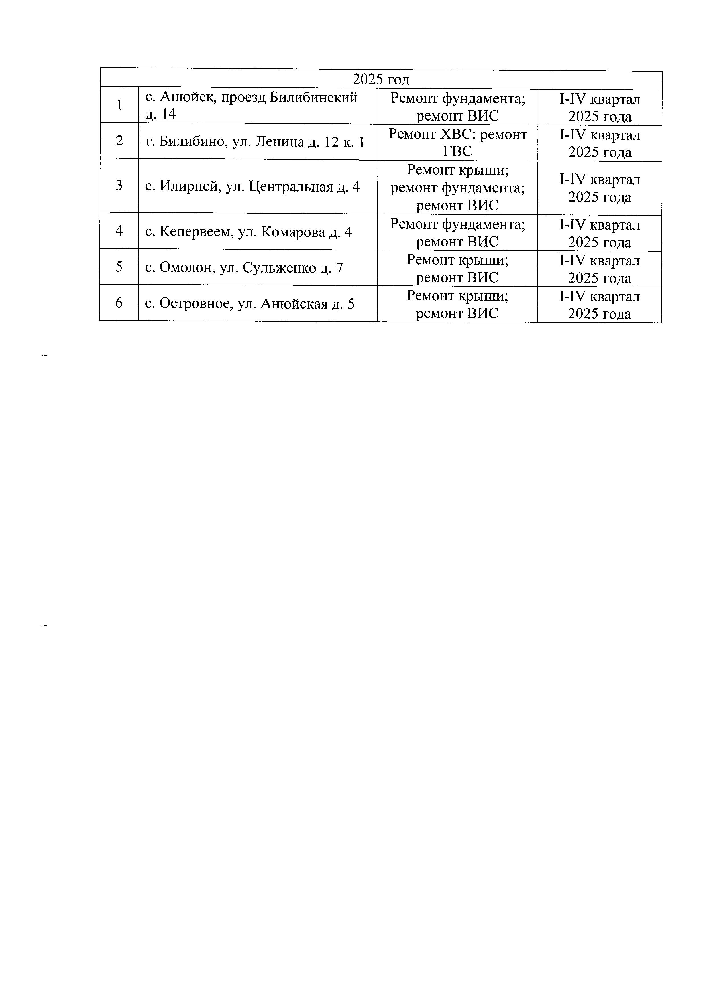 2025 год
1
с. Анюйск, проезд Билибинский
д. 14
Ремонт фундамента;
ремонт ВИС
I-IV квартал
2025 года
2
г. Билибино, ул. Ленина д. 12 к. 1
Ремонт ХВС; ремонт
ГВС
I-IV квартал
2025 года
3
с. Илирней, ул. Центральная д. 4
Ремонт крыши;
ремонт фундамента;
ремонт ВИС
I-IV квартал
2025 года
4
с. Кепервеем, ул. Комарова д. 4
Ремонт фундамента;
ремонт ВИС
I-IV квартал
2025 года
5
с. Омолон, ул. Сульженко д. 7
Ремонт крыши;
ремонт ВИС
I-IV квартал
2025 года
6
с. Островное, ул. Анюйская д. 5
Ремонт крыши;
ремонт ВИС
I-IV квартал
2025 года